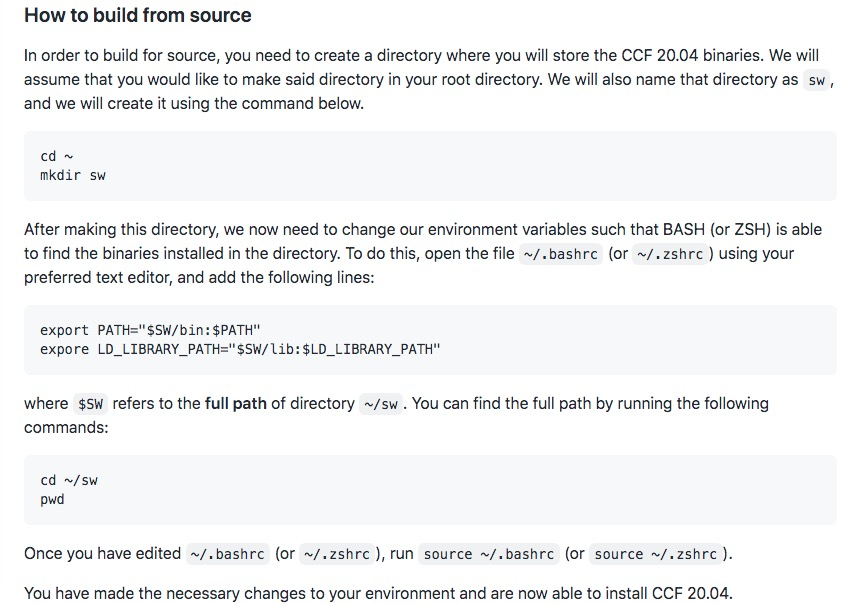 How to build from source
In order to build for source, you need to create a directory where you will store the CCF 20.04 binaries. We will
assume that you would like to make said directory in your root directory. We will also name that directory as sw ,
and we will create it using the command below.
cd ~
mkdir sw
After making this directory, we now need to change our environment variables such that BASH (or ZSH) is able
to find the binaries installed in the directory. To do this, open the file ~/.bashrc (or ~/.zshrc ) using your
preferred text editor, and add the following lines:
export PATH="$SW/bin:$PATH"
expore LD_LIBRARY_PATH="$SW/lib:$LD_LIBRARY_PATH"
where $SW refers to the full path of directory ~/sw . You can find the full path by running the following
commands:
cd ~/sw
pwd
Once you have edited ~/.bashrc (or ~/.zshrc ), run source ~/.bashrc (or source ~/.zshrc ).
You have made the necessary changes to your environment and are now able to install CCF 20.04.